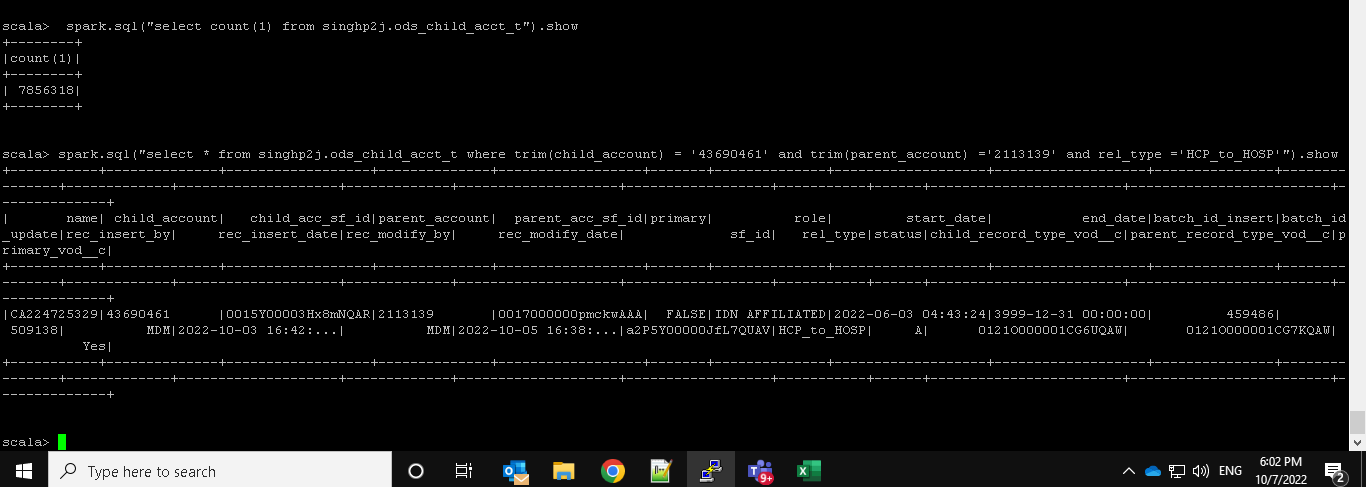 scala>  spark.sql("select count(1) from singhp2j.ods_child_acct_t").show
+--------+
|count(1)|
+--------+
| 7856318|
+--------+
scala> spark.sql("select * from singhp2j.ods_child_acct_t where trim(child_account) = '43690461' and trim(parent_account) ='2113139' and rel_type ='HCP_to_HOSP'").show
+-----------+--------------+------------------+--------------+------------------+-------+--------------+-------------------+-------------------+---------------+--------
-------+-------------+--------------------+-------------+--------------------+------------------+-----------+------+------------------------+-------------------------+-
-------------+
|       name| child_account|   child_acc_sf_id|parent_account|  parent_acc_sf_id|primary|          role|         start_date|           end_date|batch_id_insert|batch_id
_update|rec_insert_by|     rec_insert_date|rec_modify_by|     rec_modify_date|             sf_id|   rel_type|status|child_record_type_vod__c|parent_record_type_vod__c|p
rimary_vod__c|
+-----------+--------------+------------------+--------------+------------------+-------+--------------+-------------------+-------------------+---------------+--------
-------+-------------+--------------------+-------------+--------------------+------------------+-----------+------+------------------------+-------------------------+-
-------------+
|CA224725329|43690461      |0015Y00003Hx8mNQAR|2113139       |0017000000pmckwAAA|  FALSE|IDN AFFILIATED|2022-06-03 04:43:24|3999-12-31 00:00:00|         459486|
 509138|          MDM|2022-10-03 16:42:...|          MDM|2022-10-05 16:38:...|a2P5Y00000JfL7QUAV|HCP_to_HOSP|     A|      0121O000001CG6UQAW|       0121O000001CG7KQAW|
          Yes|
+-----------+--------------+------------------+--------------+------------------+-------+--------------+-------------------+-------------------+---------------+--------
-------+-------------+--------------------+-------------+--------------------+------------------+-----------+------+------------------------+-------------------------+-
-------------+
scala>
Type here to search
9+
ENG
6:02 PM
10/7/2022
2